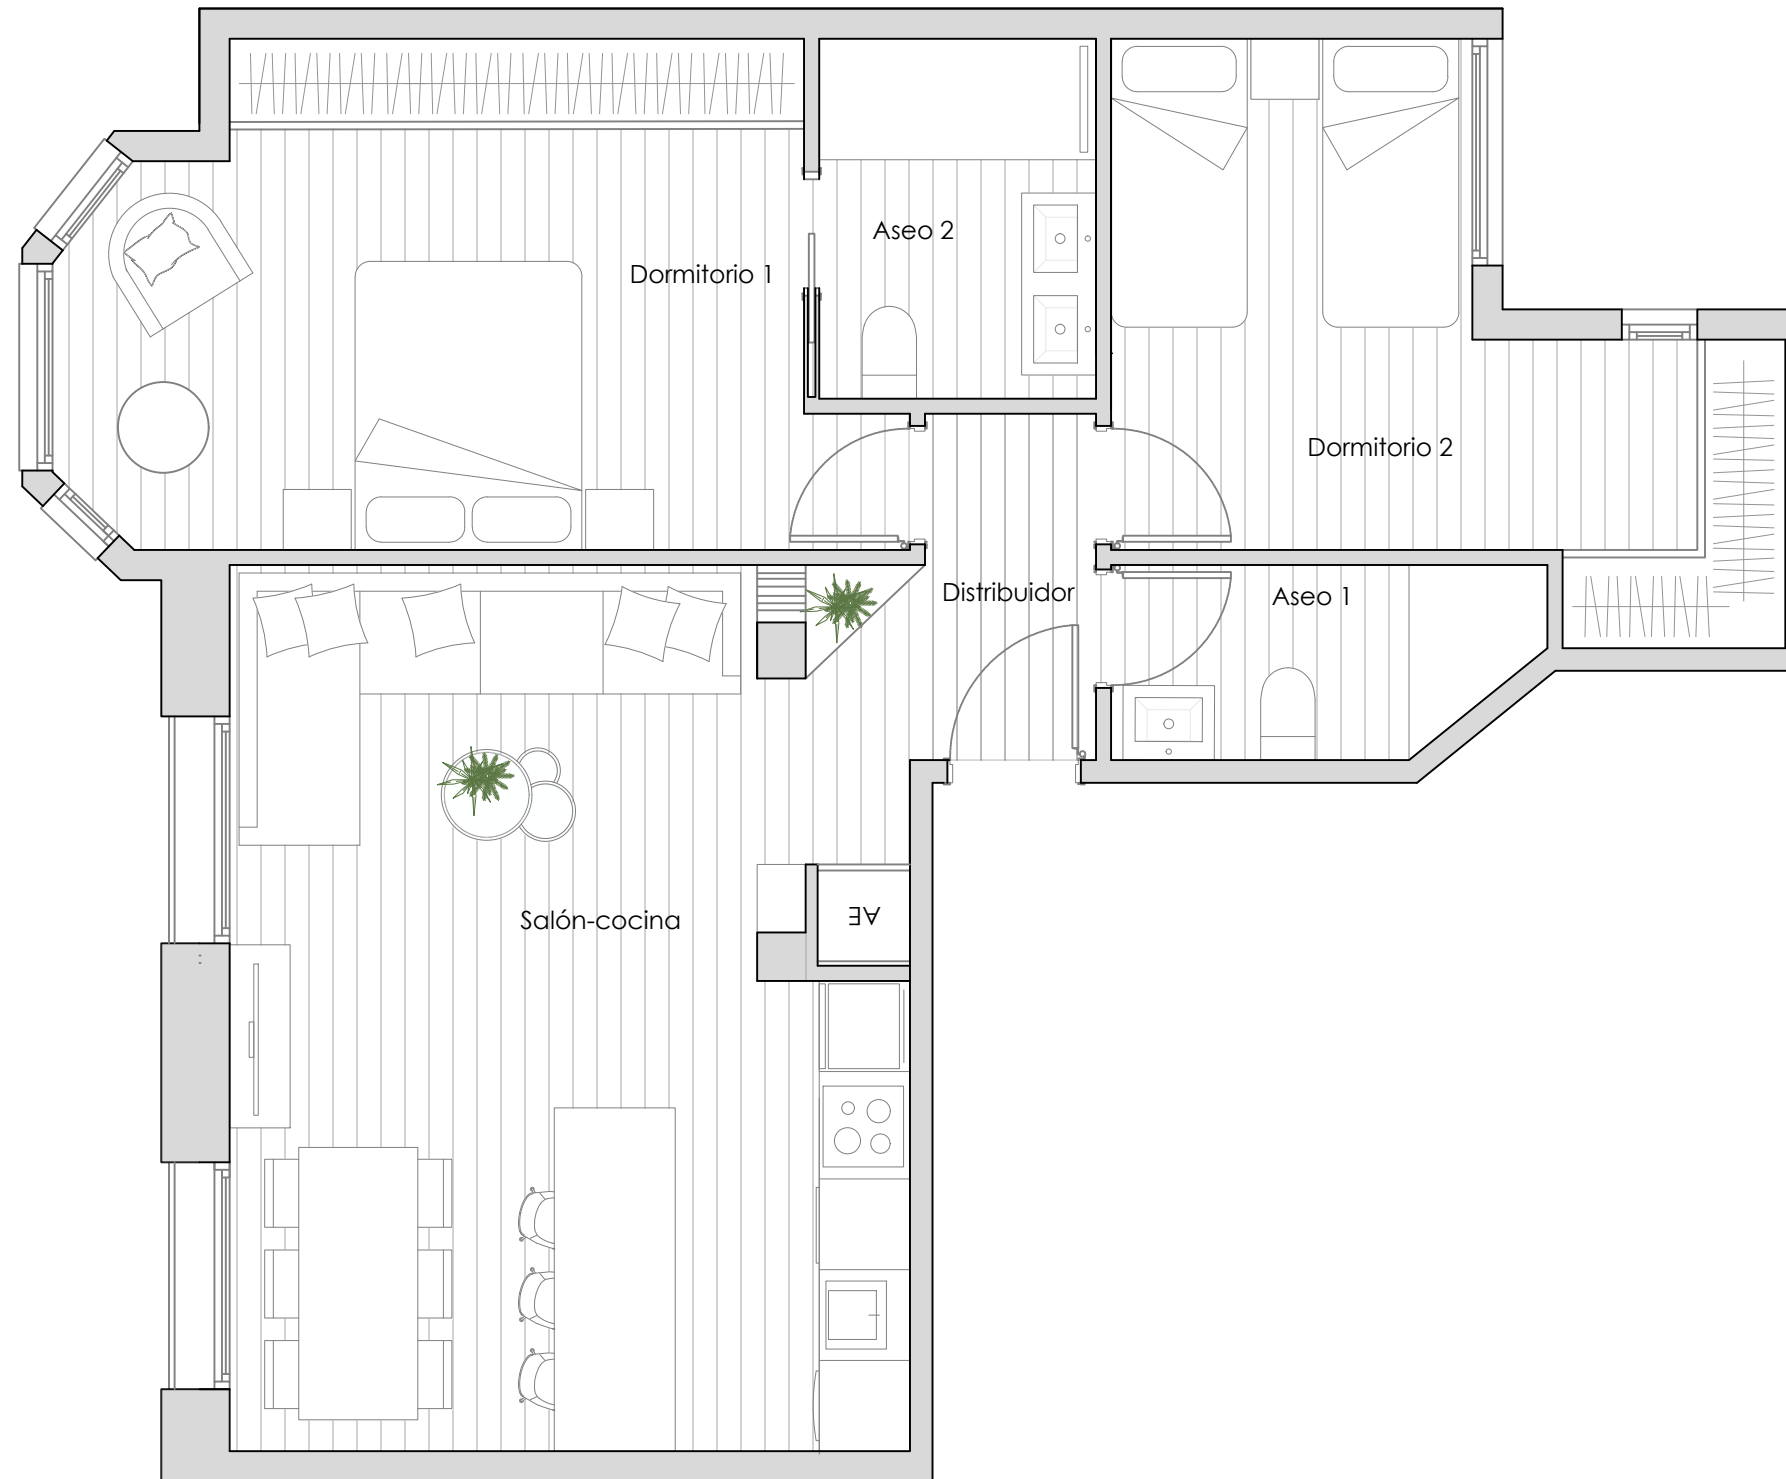 Aseo 2
Dormitorio 1
Dormitorio 2
Distribuidor
Aseo 1
Salón-cocina
AE